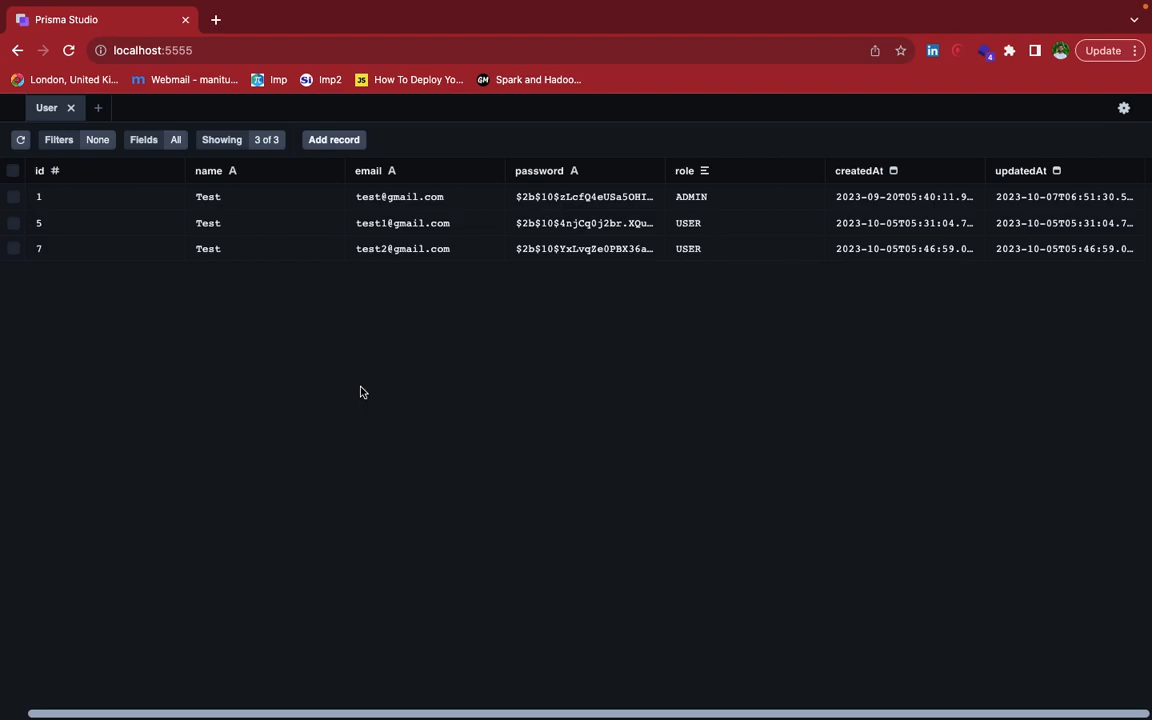 Prisma Studio
localhost:5555
4
Update
London, United Ki...
Webmail - manitu...
Imp
Imp2
JS How To Deploy Yo...
GM Spark and Hadoo...
User
Filters None Fields All Showing 3 of 3 Add record
id # name A email A password A role createdAt updatedAt
1 Test test@gmail.com $2b$10$zLcfQ4eUSa5OHI… ADMIN 2023-09-20T05:40:11.9… 2023-10-07T06:51:30.5…
5 Test test1@gmail.com $2b$10$4njCq0j2br.XQu… USER 2023-10-05T05:31:04.7… 2023-10-05T05:31:04.7…
7 Test test2@gmail.com $2b$10$YxLvqZe0PBX36a… USER 2023-10-05T05:46:59.0… 2023-10-05T05:46:59.0…